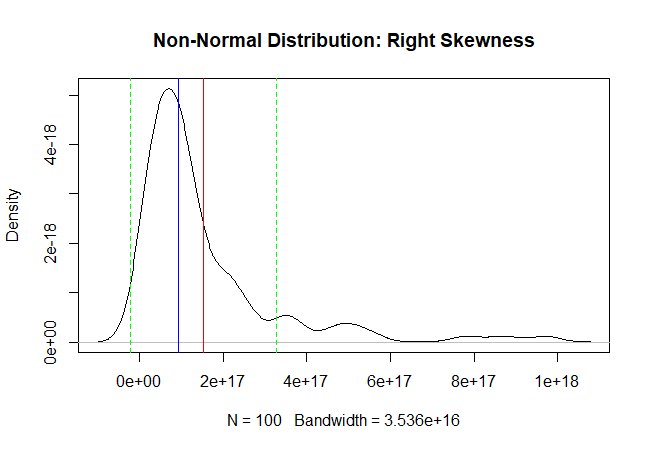 Non-Normal Distribution: Right Skewness
Density
4e-18
2e-18
0e+00
0e+00 2e+17 4e+17 6e+17 8e+17 1e+18
N = 100 Bandwidth = 3.536e+16